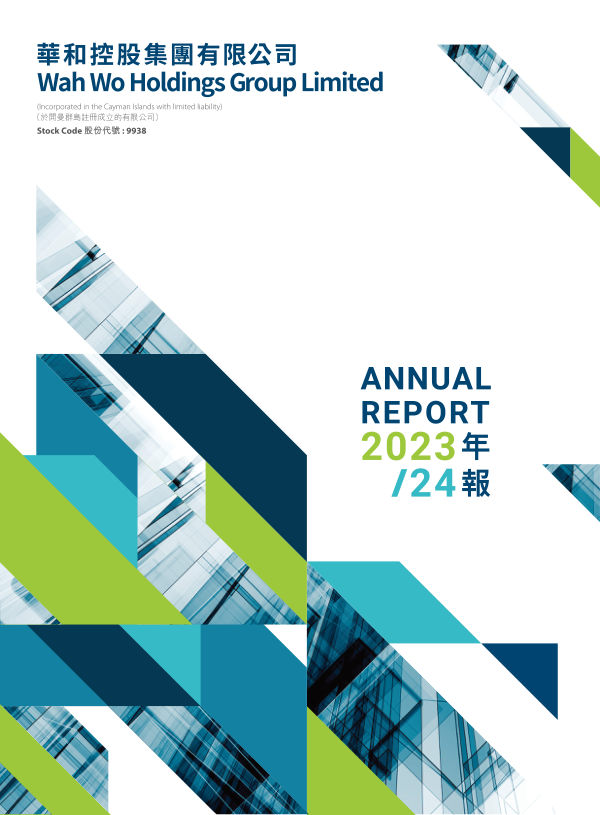 華和控股集團有限公司
Wah Wo Holdings Group Limited
(Incorporated in the Cayman Islands with limited liability)
(於開曼群島註冊成立的有限公司)
Stock Code 股份代號 : 9938
ANNUAL
REPORT
2023年
/24報